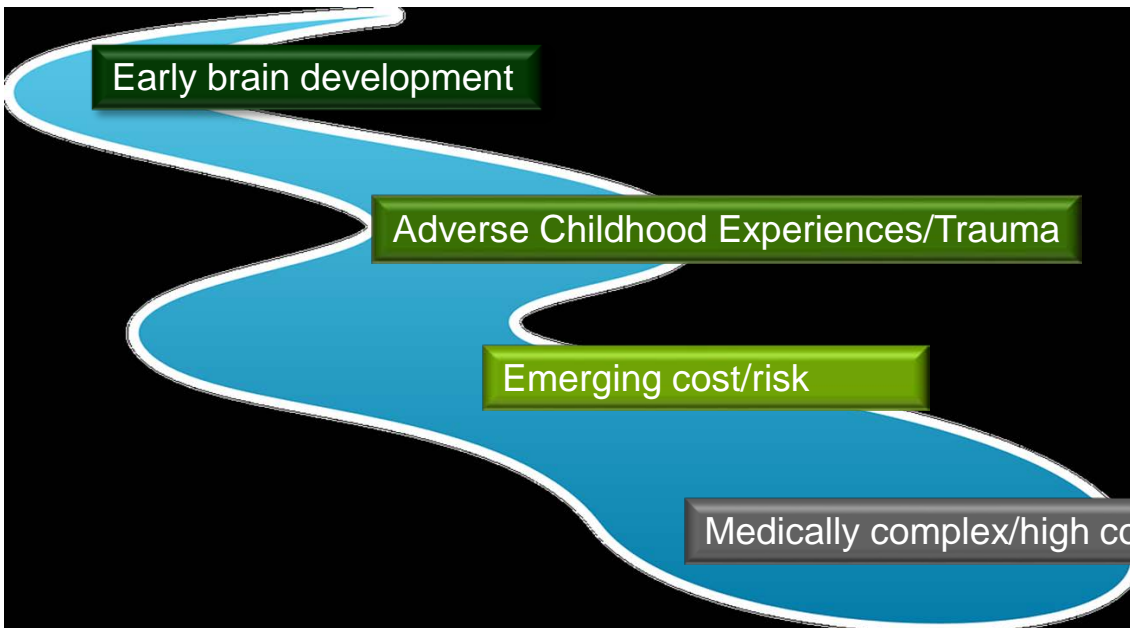 Early brain development
Adverse Childhood Experiences/Trauma
Emerging cost/risk
Medically complex/high